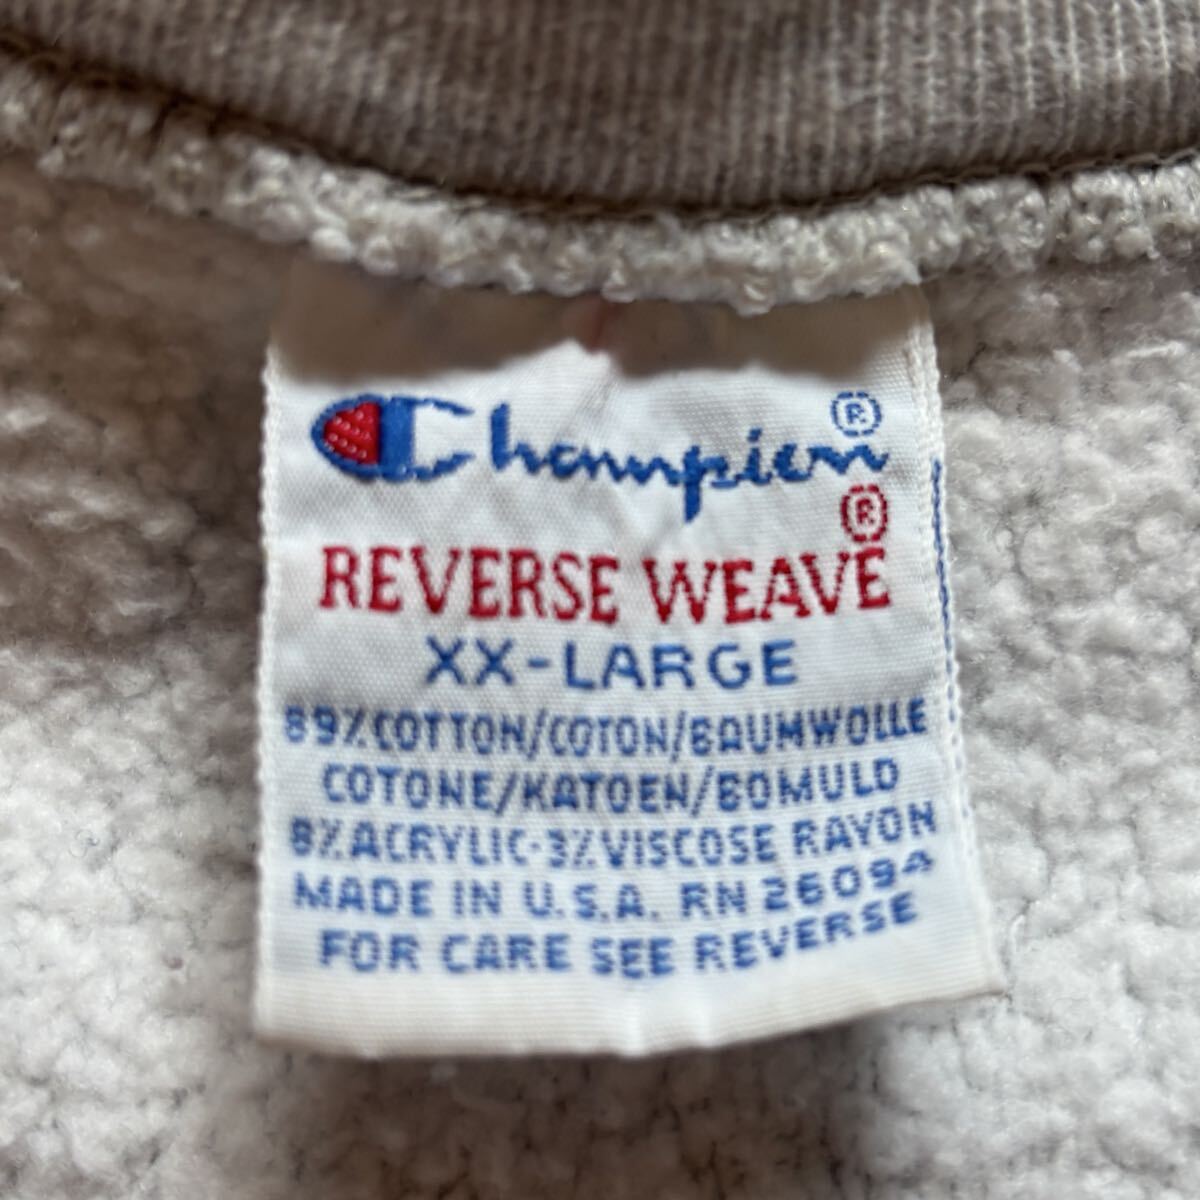 Champion®
REVERSE WEAVE®
XX-LARGE
89% COTTON/COTON/BAUMWOLLE
COTONE/KATOEN/BOMULD
8% ACRYLIC-3% VISCOSE RAYON
MADE IN U.S.A. RN 26094
FOR CARE SEE REVERSE